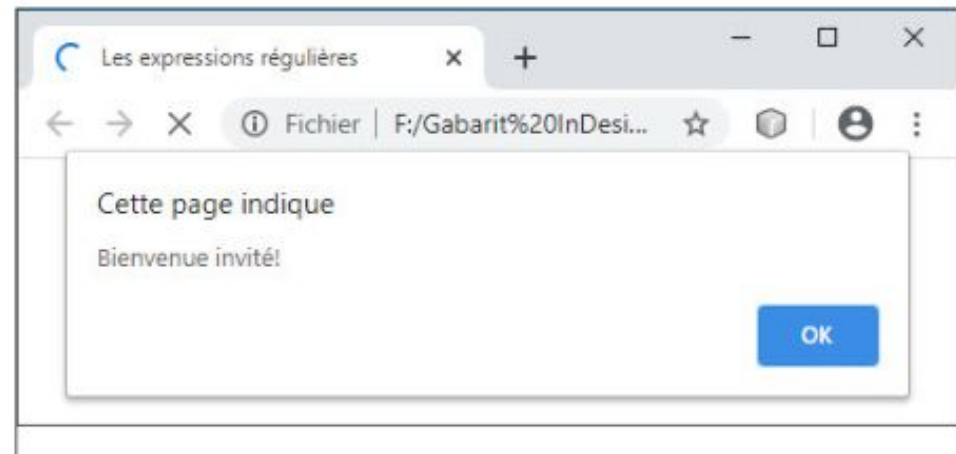 Les expressions régulières
Fichier | F:/Gabarit%20InDesi...
Cette page indique
Bienvenue invité!
OK